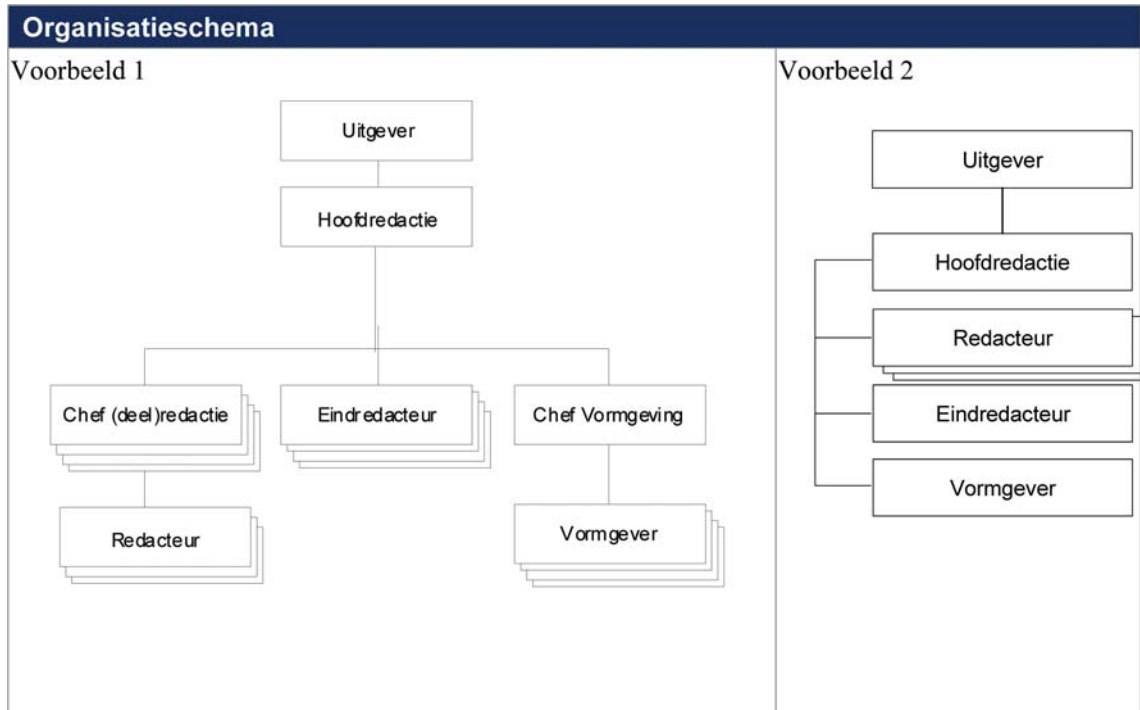 Organisatieschema
Voorbeeld 1
Uitgever
Hoofdredactie
Chef (deel)redactie
Eindredacteur
Chef Vormgeving
Redacteur
Vormgever
Voorbeeld 2
Uitgever
Hoofdredactie
Redacteur
Eindredacteur
Vormgever